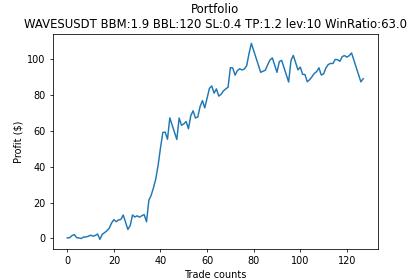 Portfolio
WAVESUSDT BBM:1.9 BBL:120 SL:0.4 TP:1.2 lev:10 WinRatio:63.0
100
80
60
40
20
0
Profit ($)
0 20 40 60 80 100 120
Trade counts